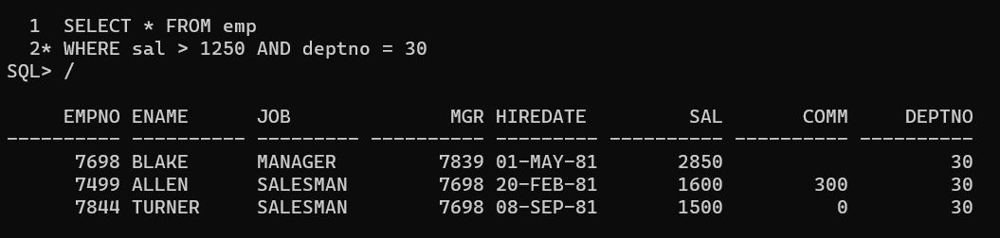 1  SELECT * FROM emp
  2* WHERE sal > 1250 AND deptno = 30
SQL> /
     EMPNO ENAME      JOB              MGR HIREDATE         SAL       COMM     DEPTNO
---------- ---------- --------- ---------- --------- ---------- ---------- ----------
      7698 BLAKE      MANAGER         7839 01-MAY-81       2850                    30
      7499 ALLEN      SALESMAN        7698 20-FEB-81       1600        300         30
      7844 TURNER     SALESMAN        7698 08-SEP-81       1500          0         30